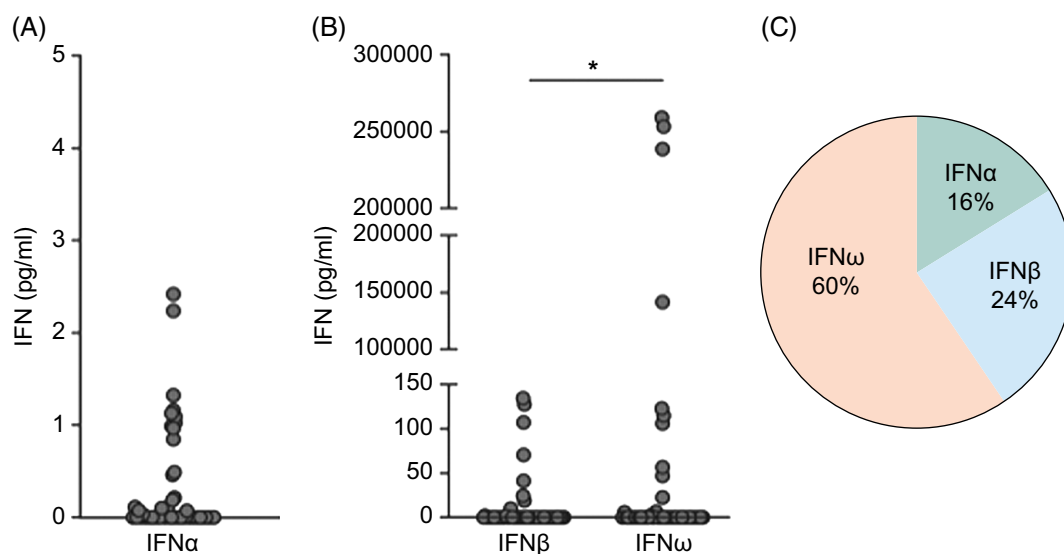 (A)
5
4
3
2
1
0
IFN (pg/ml)
IFNα
(B)
300000
250000
200000
200000
150000
100000
150
100
50
0
IFN (pg/ml)
*
IFNβ
IFNω
(C)
IFNα
16%
IFNβ
24%
IFNω
60%